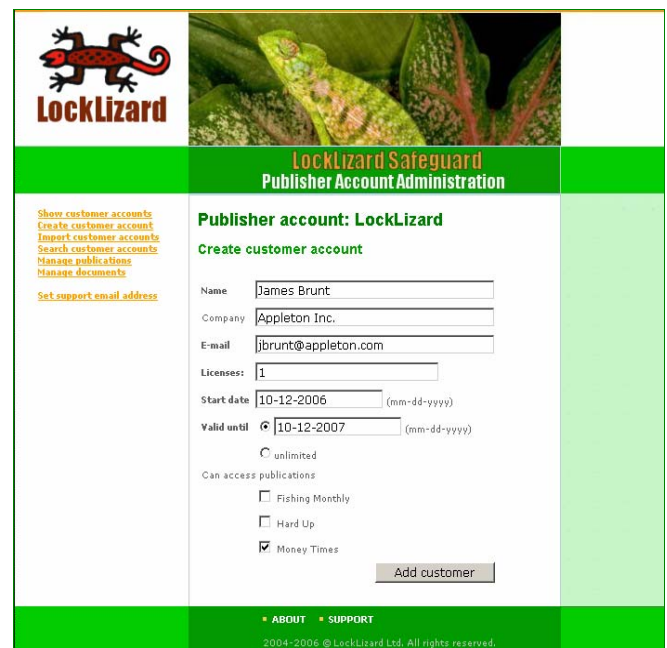 LockLizard
LockLizard Safeguard
Publisher Account Administration
Show customer accounts
Create customer account
Import customer accounts
Search customer accounts
Manage publications
Manage documents
Set support email address
Publisher account: LockLizard
Create customer account
Name James Brunt
Company Appleton Inc.
E-mail jbrunt@appleton.com
Licenses: 1
Start date 10-12-2006 (mm-dd-yyyy)
Valid until 10-12-2007 (mm-dd-yyyy)
unlimited
Can access publications
Fishing Monthly
Hard Up
Money Times
Add customer
ABOUT SUPPORT
2004-2006 © LockLizard Ltd. All rights reserved.